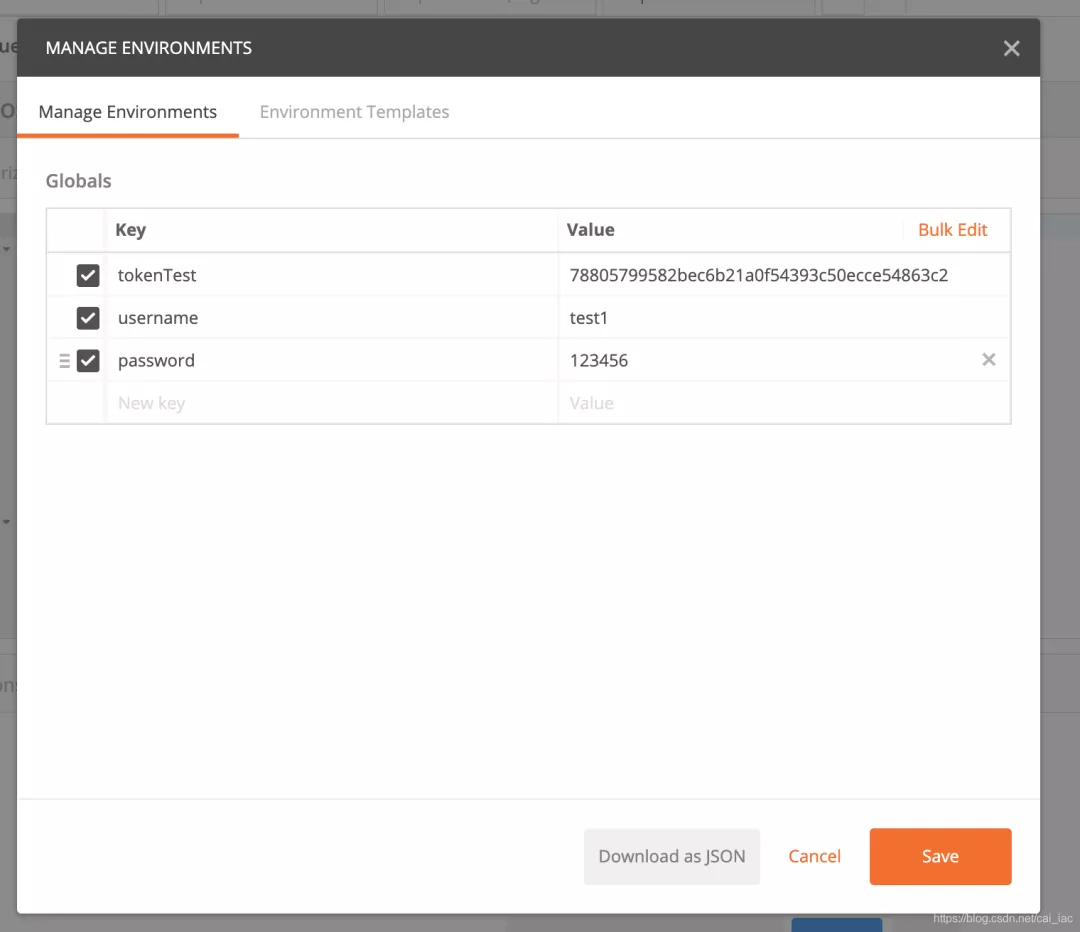 MANAGE ENVIRONMENTS
Manage Environments Environment Templates
Globals
Key Value Bulk Edit
tokenTest 78805799582bec6b21a0f54393c50ecce54863c2
username test1
password 123456
New key Value
Download as JSON Cancel Save
https://blog.csdn.net/cai_iac